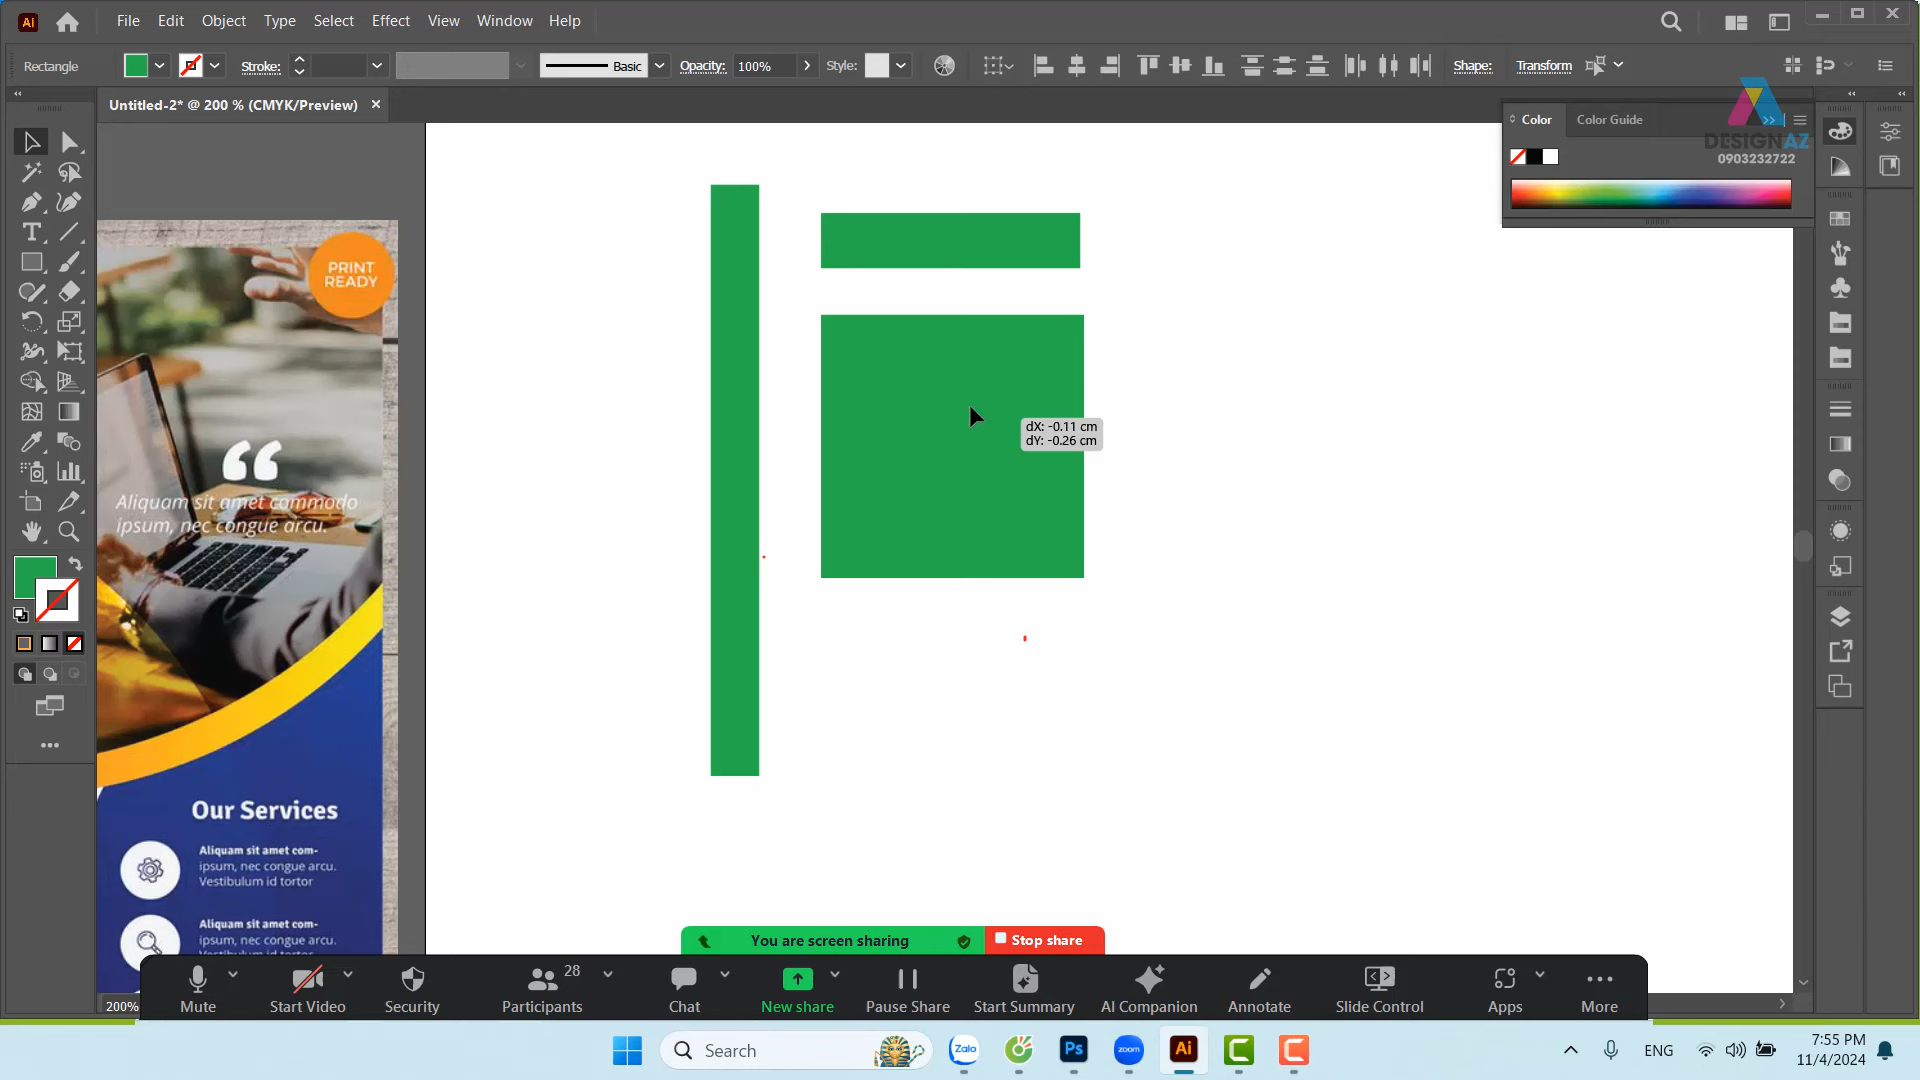 Ai
File Edit Object Type Select Effect View Window Help
Rectangle
Stroke:
Basic
Opacity: 100%
Style:
Shape:
Transform
Untitled-2* @ 200 % (CMYK/Preview)
Color
Color Guide
DESIGN AZ
0903232722
PRINT
READY
Aliquam sit amet commodo
ipsum, nec congue arcu.
dX: -0.11 cm
dY: -0.26 cm
Our Services
Aliquam sit amet com-
ipsum, nec congue arcu.
Vestibulum id tortor
Aliquam sit amet com-
ipsum, nec congue arcu.
200%
You are screen sharing
Stop share
Mute
Start Video
Security
28
Participants
Chat
New share
Pause Share
Start Summary
AI Companion
Annotate
Slide Control
Apps
More
Search
Zalo
Ps
zoom
Ai
ENG
7:55 PM
11/4/2024